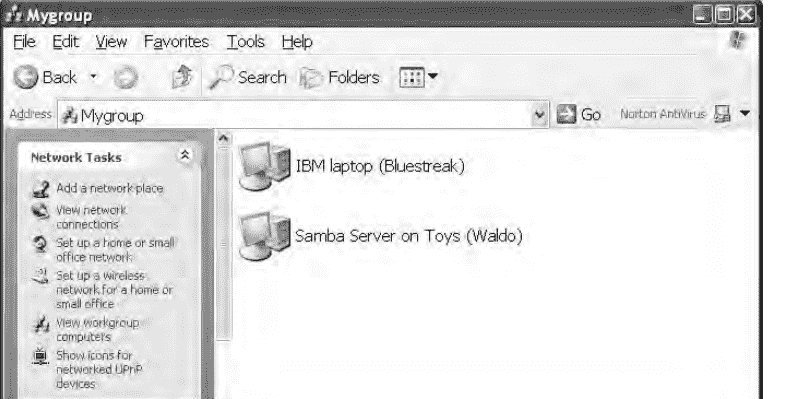 Mygroup
File Edit View Favorites Tools Help
Back Search Folders
Address Mygroup Go Norton AntiVirus
Network Tasks
Add a network place
View network
connections
Set up a home or small
office network
Set up a wireless
network for a home or
small office
View workgroup
computers
Show icons for
networked UPnP
devices
IBM laptop (Bluestreak)
Samba Server on Toys (Waldo)